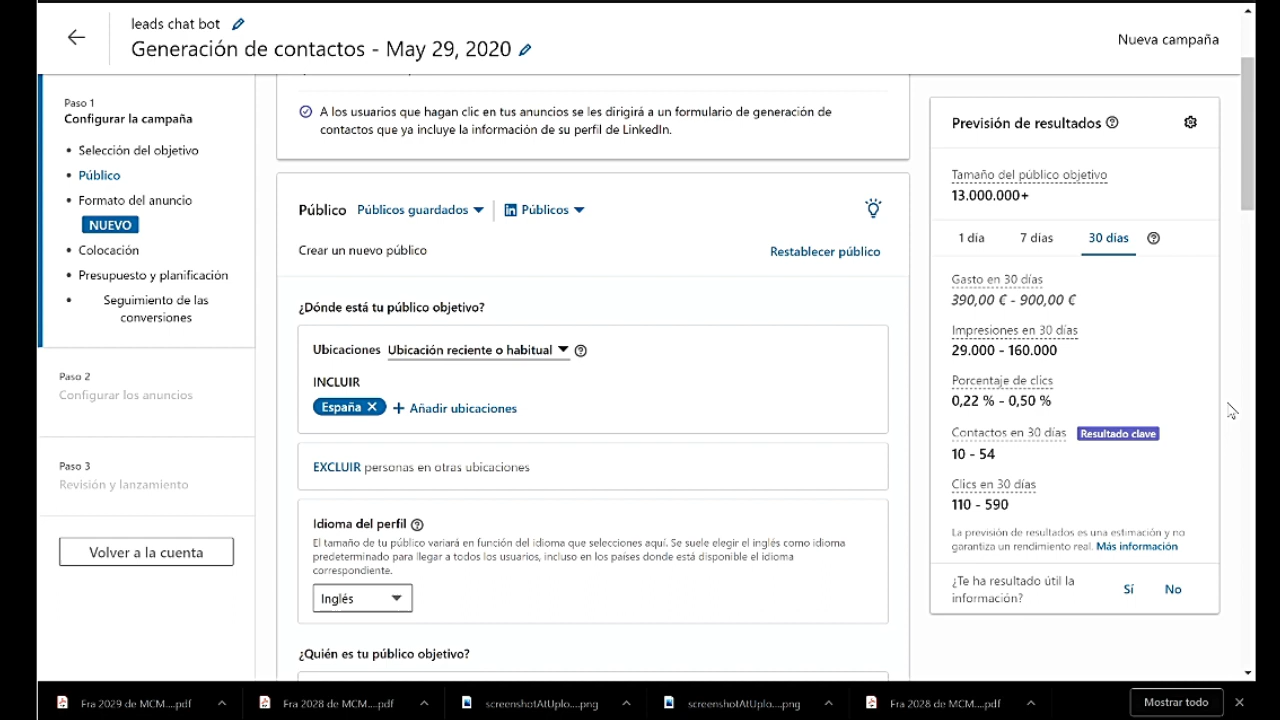 leads chat bot
Generación de contactos - May 29, 2020
Nueva campaña
Paso 1
Configurar la campaña
Selección del objetivo
Público
Formato del anuncio
NUEVO
Colocación
Presupuesto y planificación
Seguimiento de las
conversiones
Paso 2
Configurar los anuncios
Paso 3
Revisión y lanzamiento
Volver a la cuenta
A los usuarios que hagan clic en tus anuncios se les dirigirá a un formulario de generación de
contactos que ya incluye la información de su perfil de LinkedIn.
Público Públicos guardados in Públicos
Crear un nuevo público Restablecer público
¿Dónde está tu público objetivo?
Ubicaciones Ubicación reciente o habitual
INCLUIR
España + Añadir ubicaciones
EXCLUIR personas en otras ubicaciones
Idioma del perfil
El tamaño de tu público variará en función del idioma que selecciones aquí. Se suele elegir el inglés como idioma
predeterminado para llegar a todos los usuarios, incluso en los países donde está disponible el idioma
correspondiente.
Inglés
¿Quién es tu público objetivo?
Previsión de resultados
Tamaño del público objetivo
13.000.000+
1 día 7 días 30 días
Gasto en 30 días
390,00 € - 900,00 €
Impresiones en 30 días
29.000 - 160.000
Porcentaje de clics
0,22 % - 0,50 %
Contactos en 30 días Resultado clave
10 - 54
Clics en 30 días
110 - 590
La previsión de resultados es una estimación y no
garantiza un rendimiento real. Más información
¿Te ha resultado útil la
información?
Sí No
Fra 2029 de MCM....pdf Fra 2028 de MCM....pdf screenshotAtUplo....png screenshotAtUplo....png Fra 2028 de MCM....pdf Mostrar todo